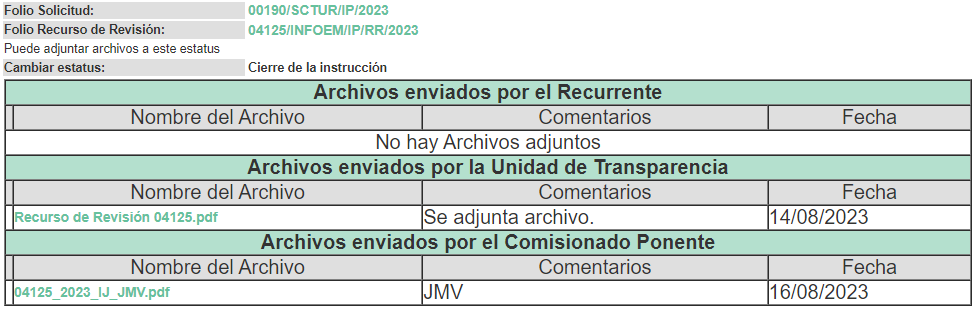 Folio Solicitud: 00190/SCTUR/IP/2023
Folio Recurso de Revisión: 04125/INFOEM/IP/RR/2023
Puede adjuntar archivos a este estatus
Cambiar estatus: Cierre de la instrucción
Archivos enviados por el Recurrente
Nombre del Archivo Comentarios Fecha
No hay Archivos adjuntos
Archivos enviados por la Unidad de Transparencia
Nombre del Archivo Comentarios Fecha
Recurso de Revisión 04125.pdf Se adjunta archivo. 14/08/2023
Archivos enviados por el Comisionado Ponente
Nombre del Archivo Comentarios Fecha
04125_2023_IJ_JMV.pdf JMV 16/08/2023